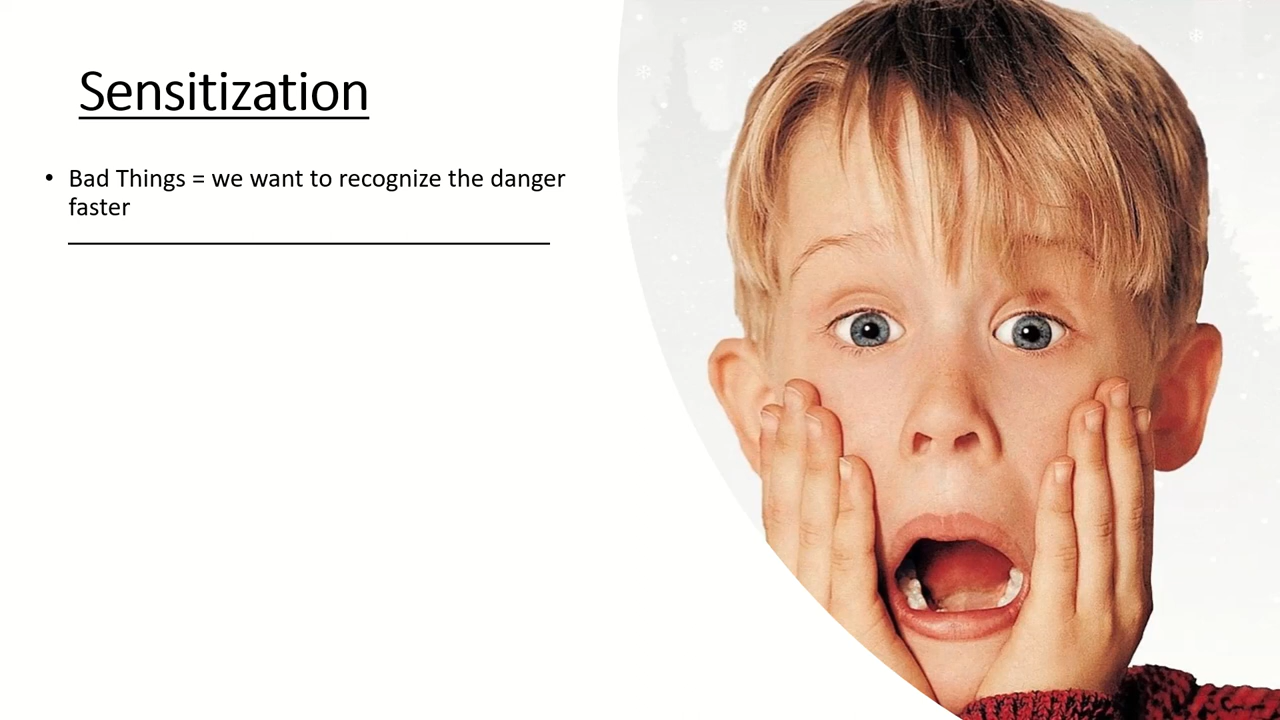 Sensitization
• Bad Things = we want to recognize the danger
faster